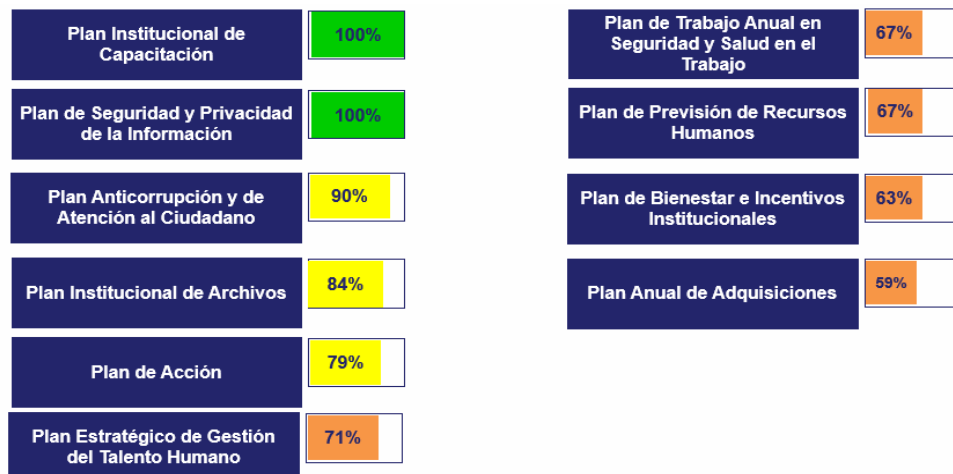 Plan Institucional de
Capacitación
100%
Plan de Seguridad y Privacidad
de la Información
100%
Plan Anticorrupción y de
Atención al Ciudadano
90%
Plan Institucional de Archivos
84%
Plan de Acción
79%
Plan Estratégico de Gestión
del Talento Humano
71%
Plan de Trabajo Anual en
Seguridad y Salud en el
Trabajo
67%
Plan de Previsión de Recursos
Humanos
67%
Plan de Bienestar e Incentivos
Institucionales
63%
Plan Anual de Adquisiciones
59%